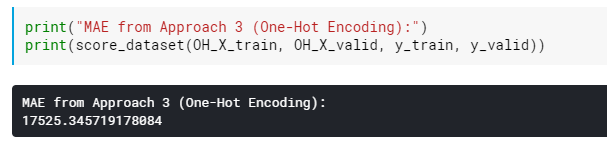 print("MAE from Approach 3 (One-Hot Encoding):")
print(score_dataset(OH_X_train, OH_X_valid, y_train, y_valid))
MAE from Approach 3 (One-Hot Encoding):
17525.345719178084